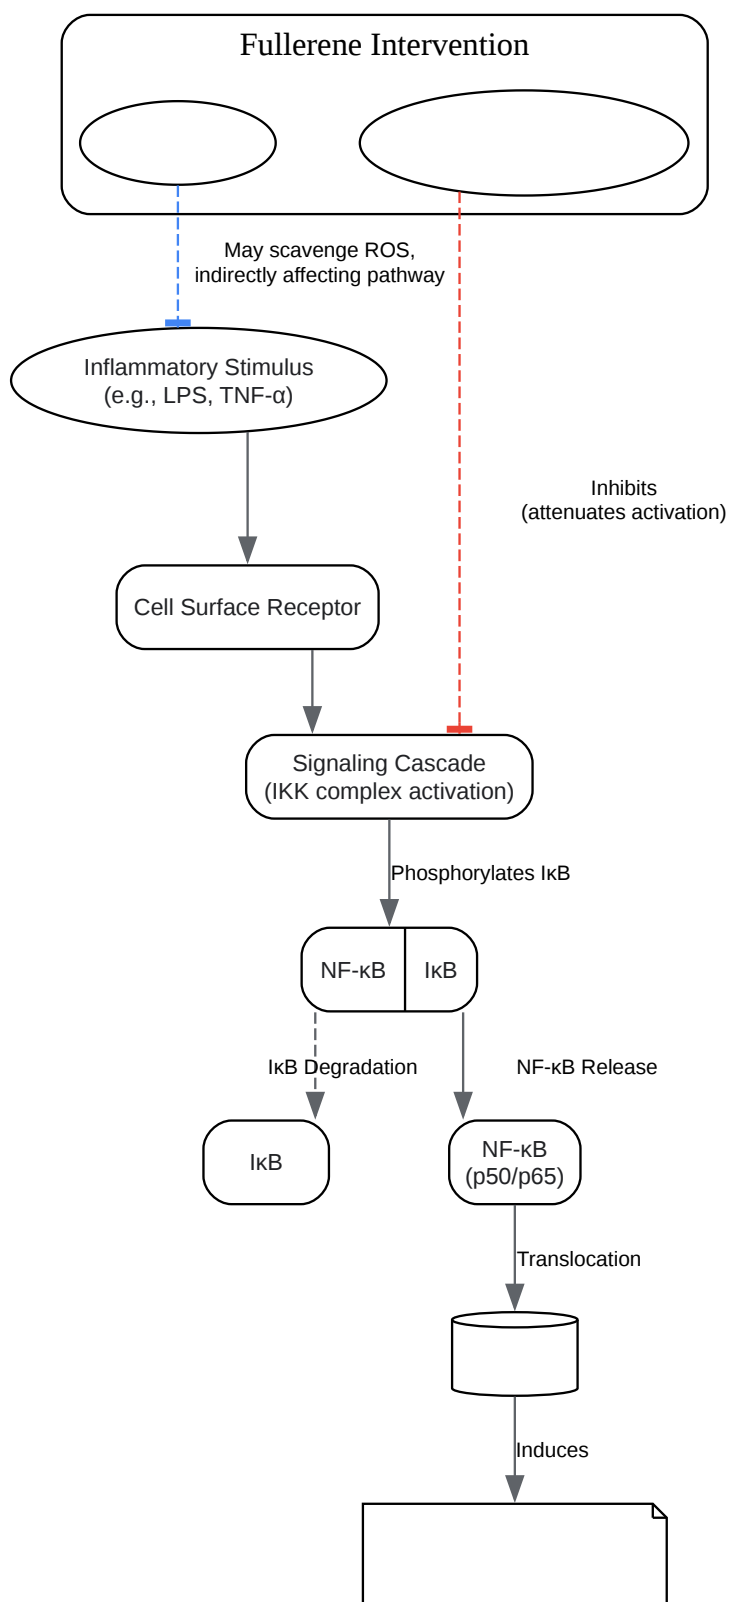 Fullerene Intervention
May scavenge ROS,
indirectly affecting pathway
Inflammatory Stimulus
(e.g., LPS, TNF-α)
Inhibits
(attenuates activation)
Cell Surface Receptor
Signaling Cascade
(IKK complex activation)
Phosphorylates IκB
NF-κB
IκB
IκB Degradation
NF-κB Release
IκB
NF-κB
(p50/p65)
Translocation
Induces